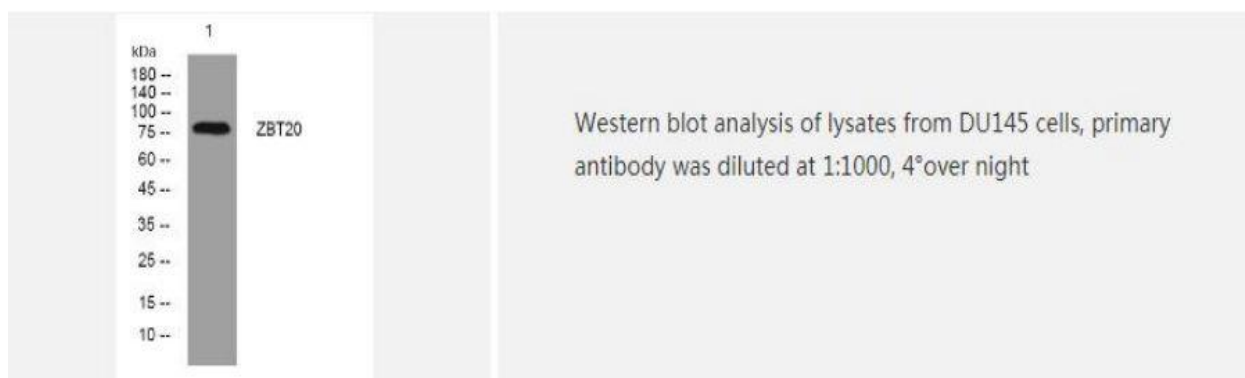 1
kDa
180 --
140 --
100 --
75 -- ZBT20
60 --
45 --
35 --
25 --
15 --
10 --
Western blot analysis of lysates from DU145 cells, primary
antibody was diluted at 1:1000, 4°over night